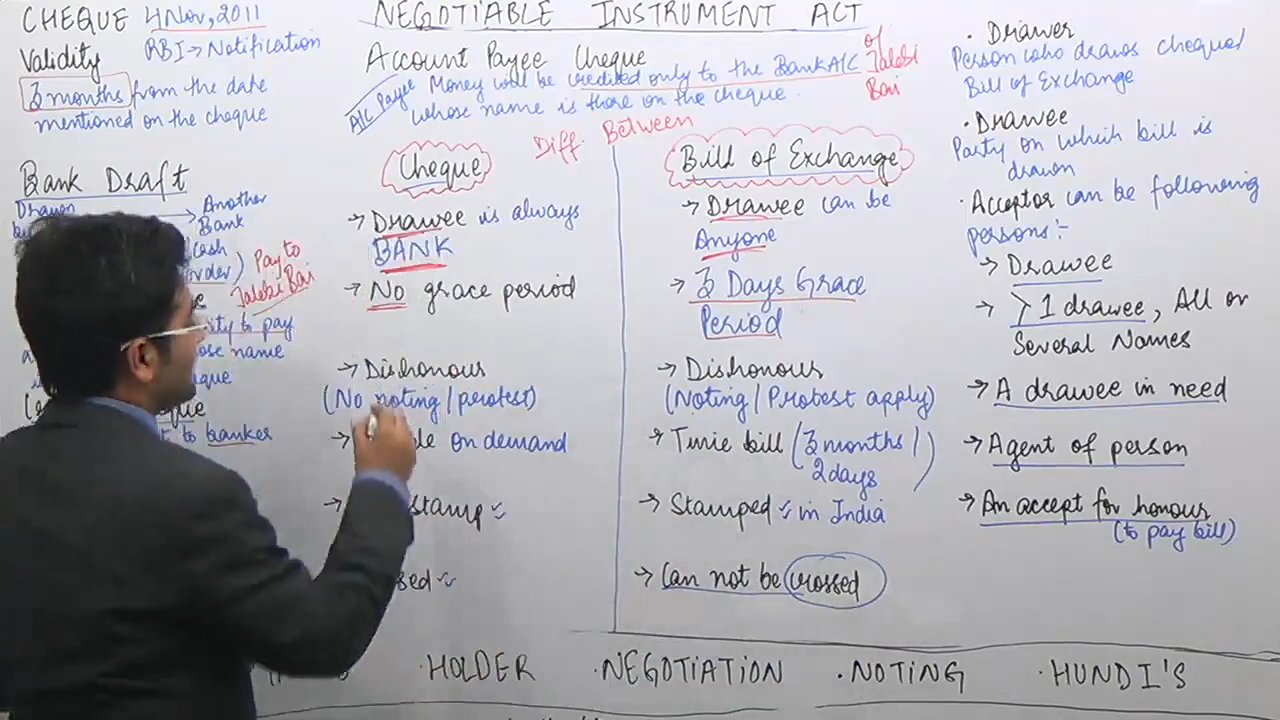 NEGOTIABLE INSTRUMENT ACT
CHEQUE 4 Nov, 2011
Validity RBI → Notification
3 months from the date
mentioned on the cheque
Bank Draft
Drawn
→ Another
Bank
cash
Pay to
Jalebi Bai
to pay
name
to banker
Account Payee Cheque
A/C Payee Money will be credited only to the Bank A/C of Jalebi Bai
whose name is there on the cheque.
Diff. Between
Cheque
→ Drawee is always
BANK
→ No grace period
→ Dishonour
(No noting / protest)
→ on demand
→ Stamp
Bill of Exchange
→ Drawee can be
Anyone
→ 3 Days Grace
Period
→ Dishonour
(Noting / Protest apply)
→ Time bill (3 months /
2 days)
→ Stamped in India
→ Can not be crossed
• Drawer
Person who draws cheque/
Bill of Exchange
• Drawee
Party on which bill is
drawn
• Acceptor can be following
persons :-
→ Drawee
→ > 1 drawee, All or
Several Names
→ A drawee in need
→ Agent of person
→ An accept for honour
(to pay bill)
• HOLDER • NEGOTIATION • NOTING • HUNDI'S